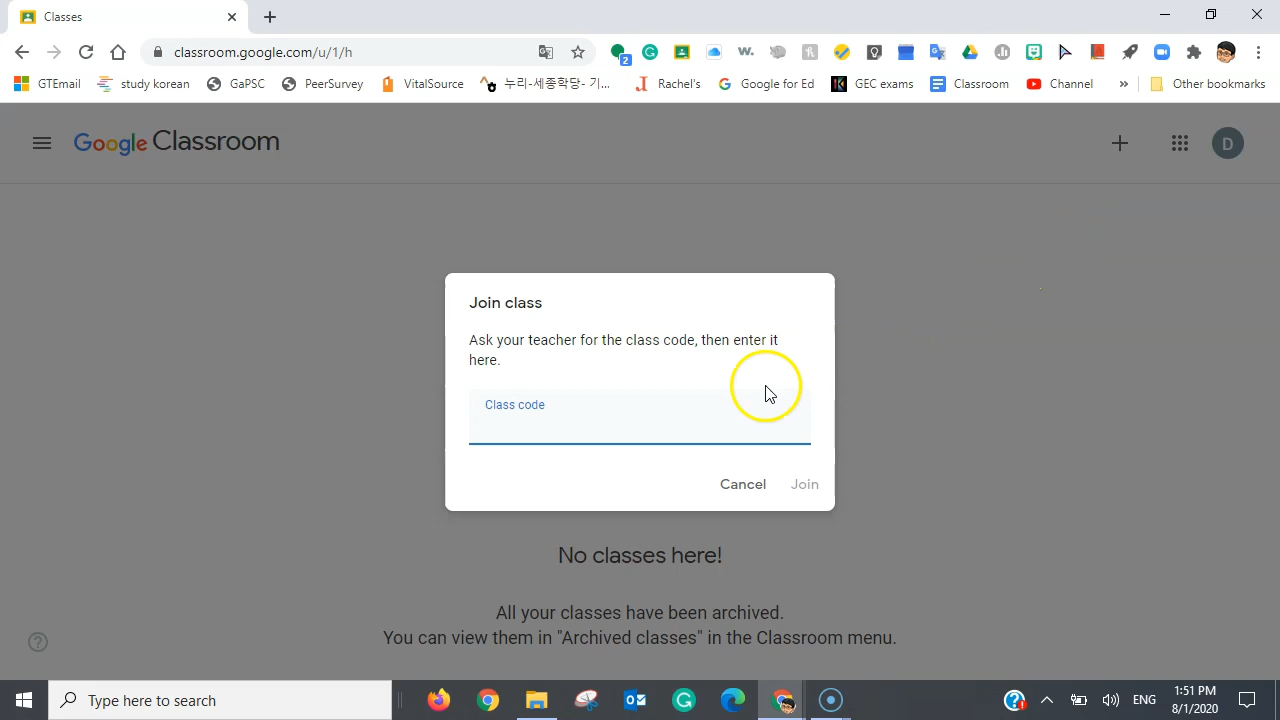 Classes
classroom.google.com/u/1/h
2
GTEmail
study korean
GaPSC
PeerSurvey
VitalSource
누리-세종학당- 기...
Rachel's
Google for Ed
GEC exams
Classroom
Channel
»
Other bookmarks
Google Classroom
D
Join class
Ask your teacher for the class code, then enter it
here.
Class code
Cancel
Join
No classes here!
All your classes have been archived.
You can view them in "Archived classes" in the Classroom menu.
Type here to search
ENG
1:51 PM
8/1/2020